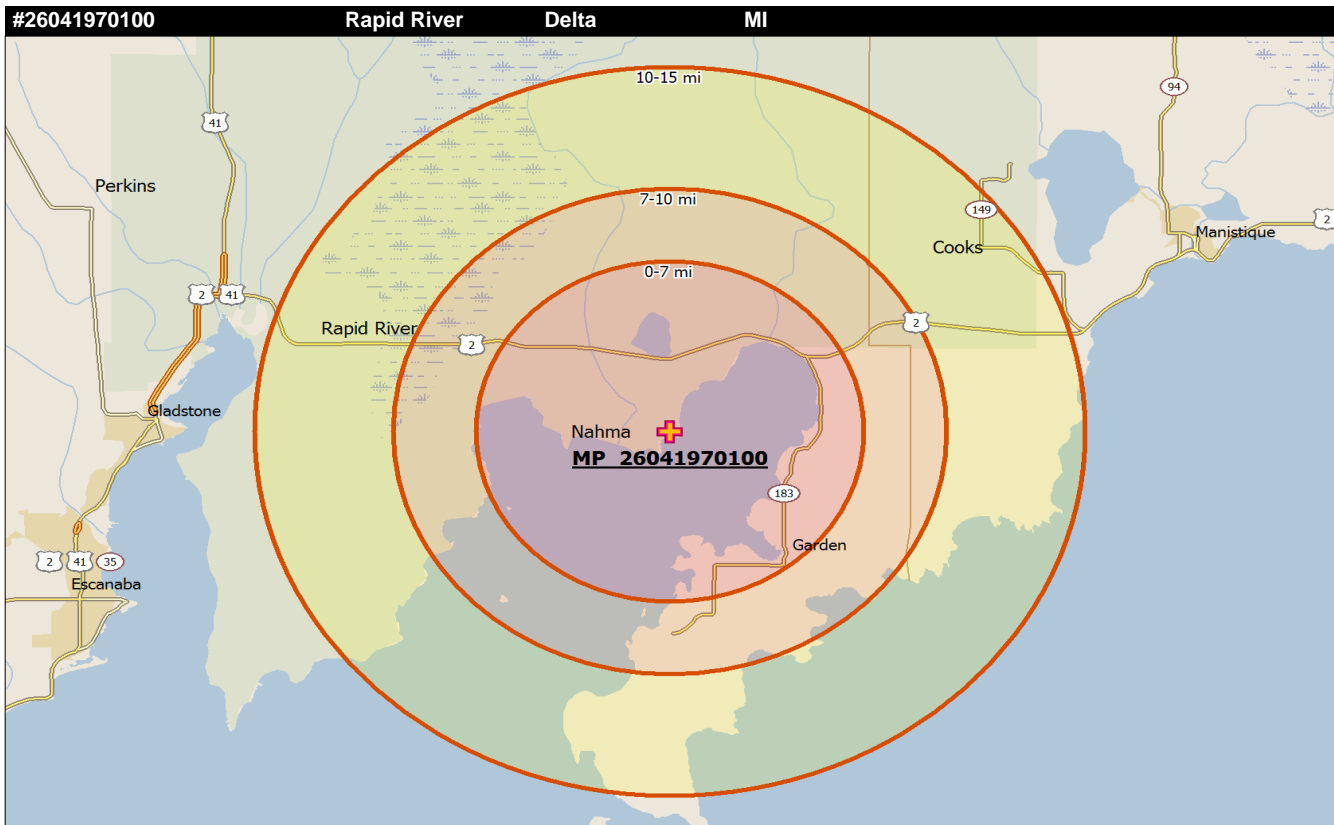 #26041970100 Rapid River Delta MI
10-15 mi
94
41
Perkins
7-10 mi
149
2
Manistique
Cooks
0-7 mi
2 41
2
Rapid River
2
Gladstone
Nahma
MP 26041970100
183
Garden
2 41 35
Escanaba